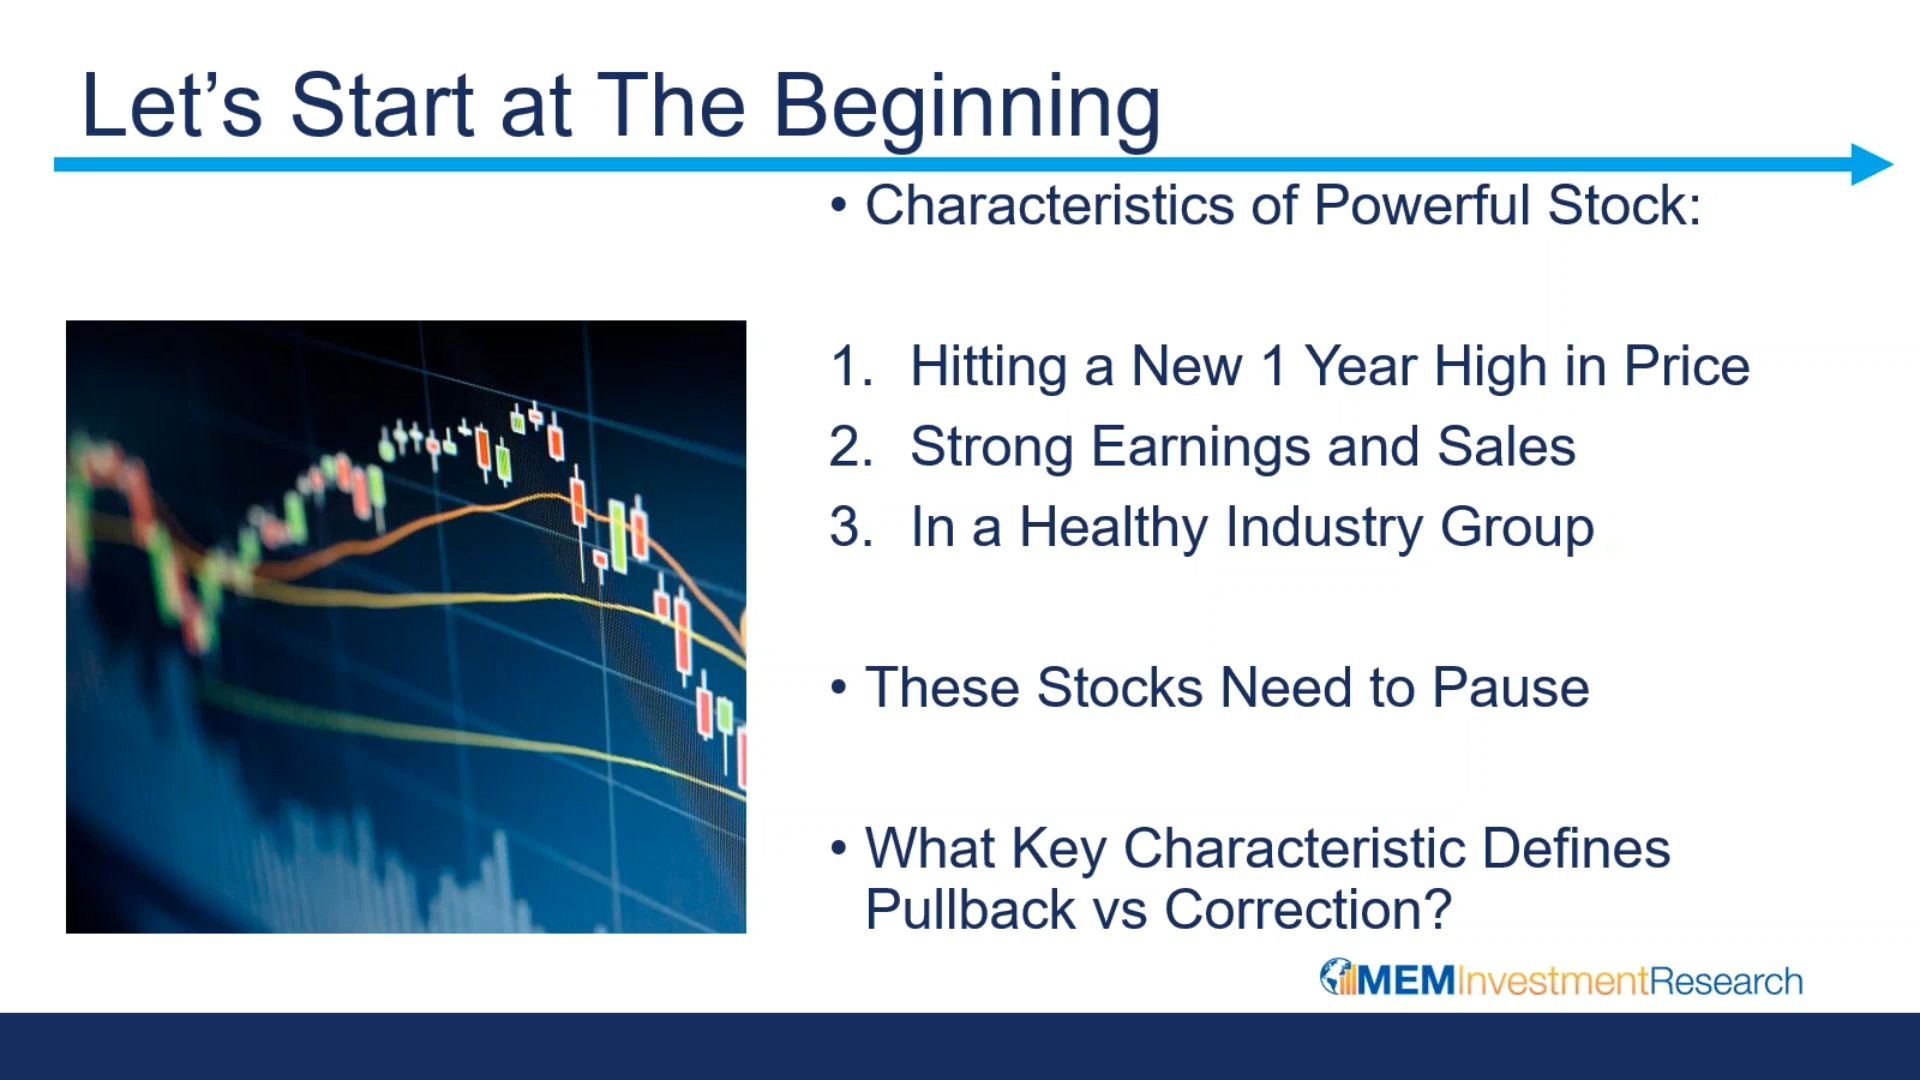 Let’s Start at The Beginning
• Characteristics of Powerful Stock:
1. Hitting a New 1 Year High in Price
2. Strong Earnings and Sales
3. In a Healthy Industry Group
• These Stocks Need to Pause
• What Key Characteristic Defines
Pullback vs Correction?
MEMInvestmentResearch